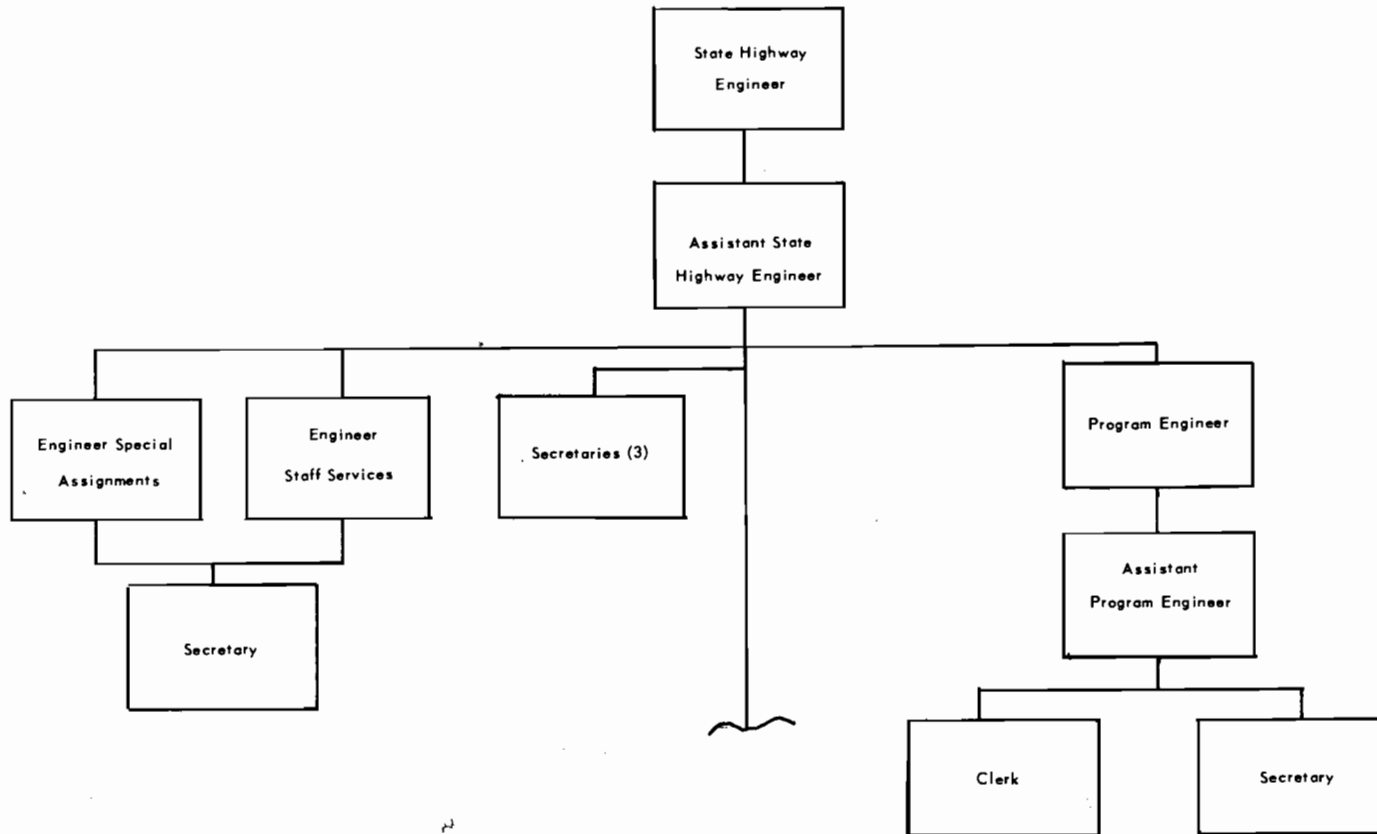 State Highway
Engineer
Assistant State
Highway Engineer
Engineer Special
Assignments
Engineer
Staff Services
Secretaries (3)
Program Engineer
Assistant
Program Engineer
Secretary
Clerk
Secretary